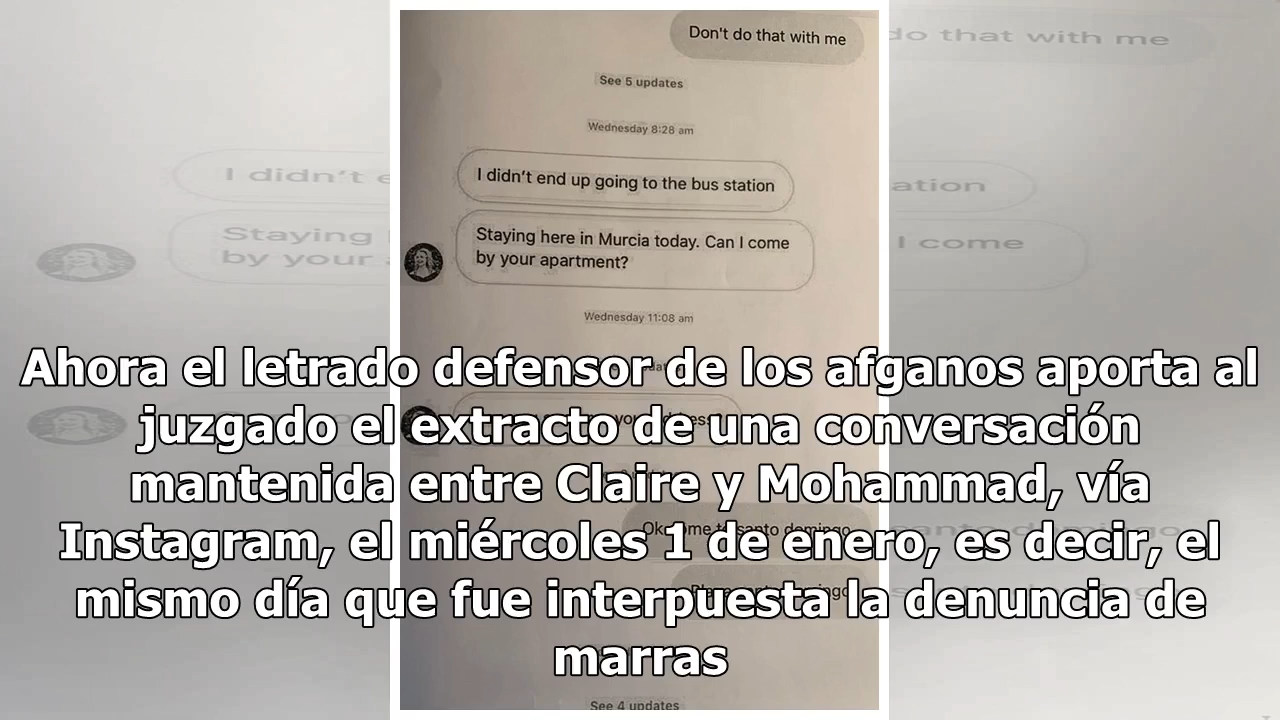 Don't do that with me
See 5 updates
Wednesday 8:28 am
I didn't end up going to the bus station
Staying here in Murcia today. Can I come
by your apartment?
Wednesday 11:08 am
Ahora el letrado defensor de los afganos aporta al
juzgado el extracto de una conversación
mantenida entre Claire y Mohammad, vía
Instagram, el miércoles 1 de enero, es decir, el
mismo día que fue interpuesta la denuncia de
marras
santo domingo
See 4 updates